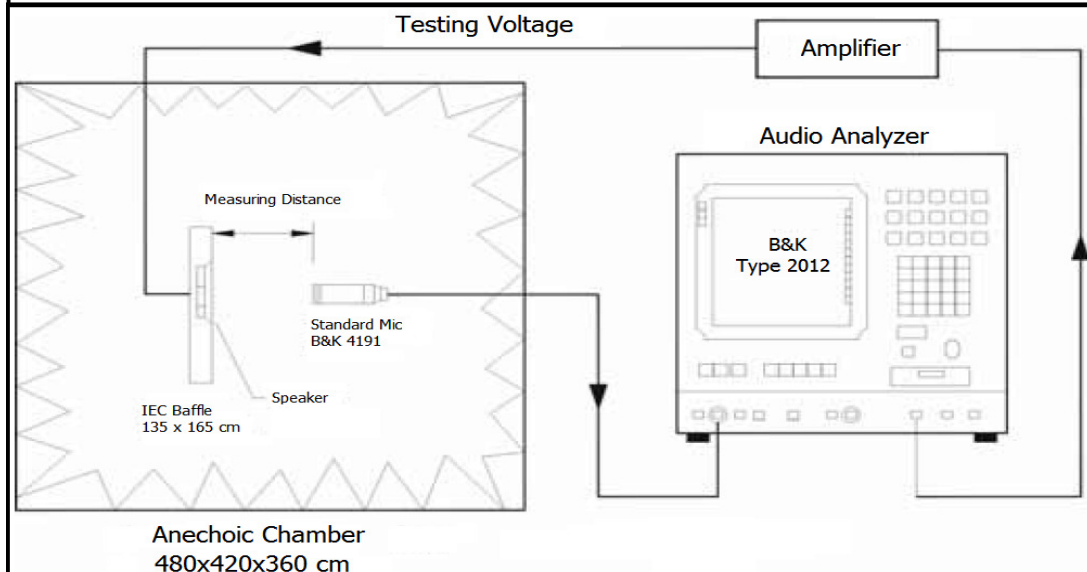 Testing Voltage
Amplifier
Audio Analyzer
Measuring Distance
B&K
Type 2012
Standard Mic
B&K 4191
Speaker
IEC Baffle
135 x 165 cm
Anechoic Chamber
480x420x360 cm